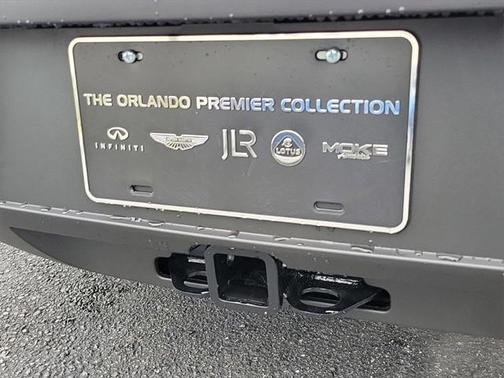 THE ORLANDO PREMIER COLLECTION
INFINITI JLR LOTUS MOKE